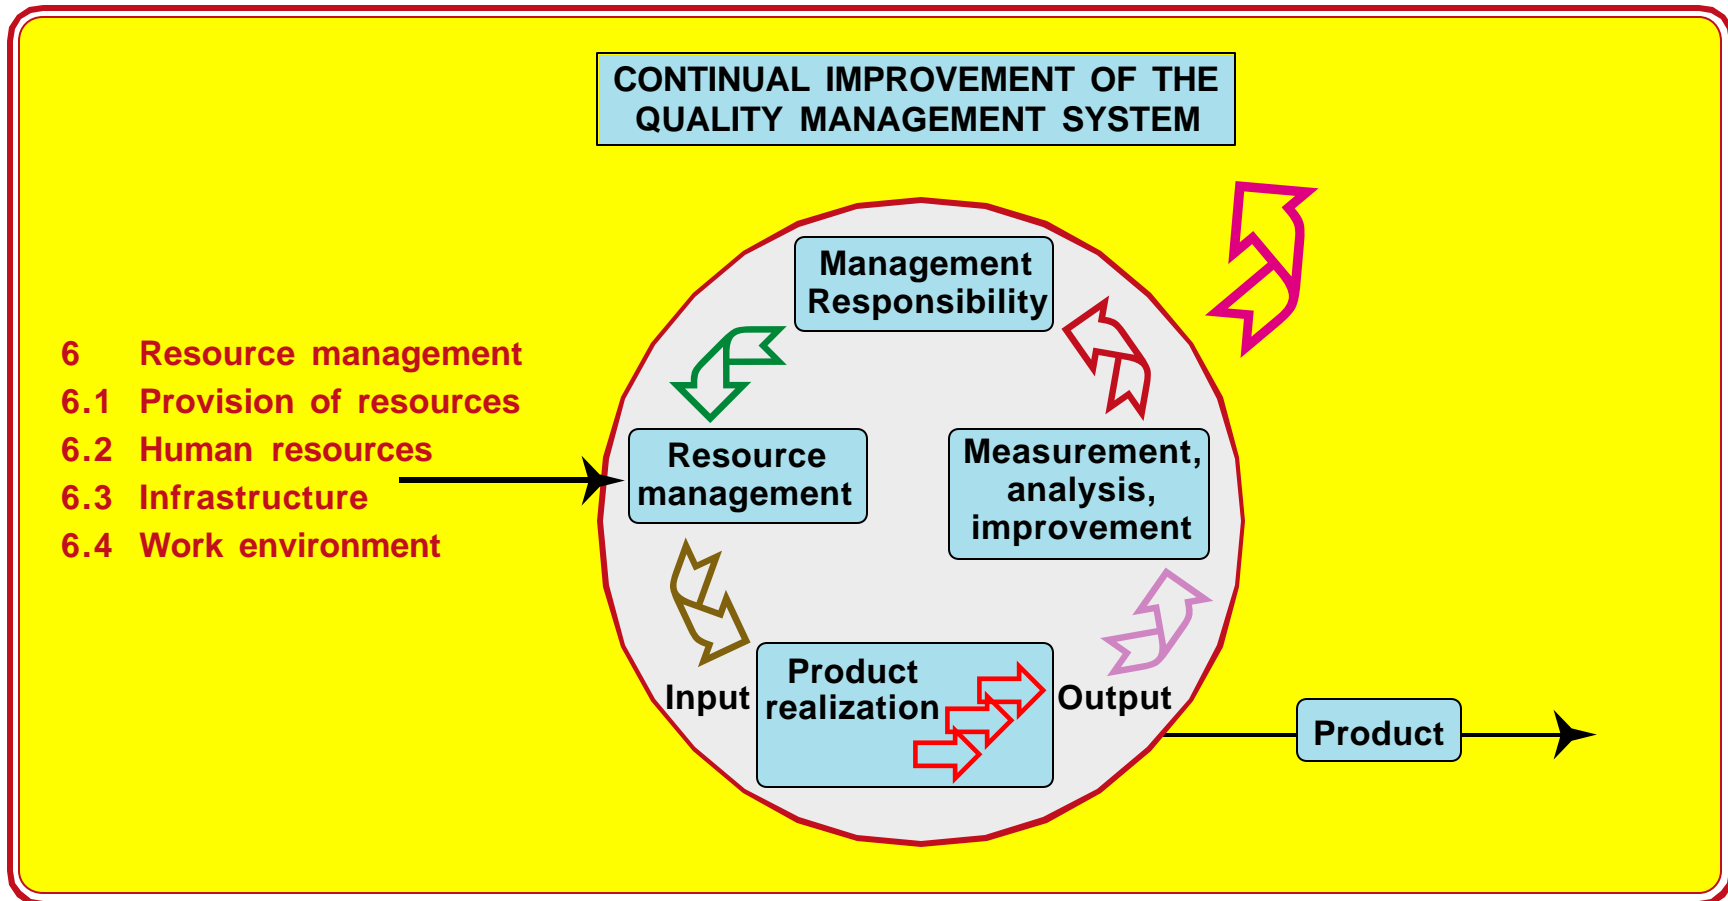 CONTINUAL IMPROVEMENT OF THE
QUALITY MANAGEMENT SYSTEM
Management
Responsibility
6 Resource management
6.1 Provision of resources
6.2 Human resources
6.3 Infrastructure
6.4 Work environment
Resource
management
Measurement,
analysis,
improvement
Input
Product
realization
Output
Product